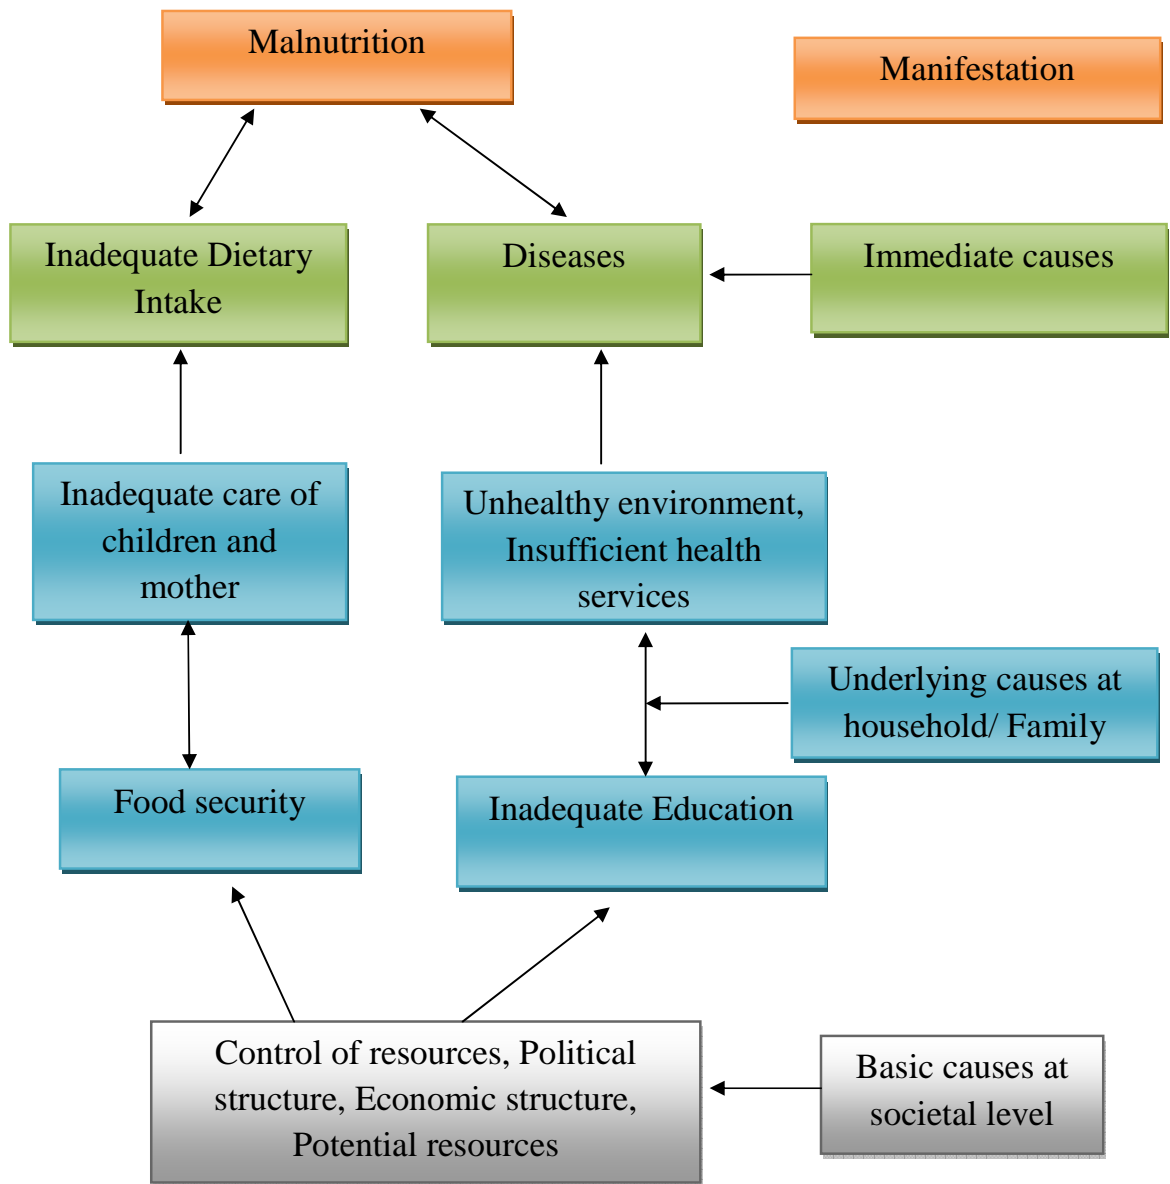 Malnutrition
Manifestation
Inadequate Dietary
Intake
Diseases
Immediate causes
Inadequate care of
children and
mother
Unhealthy environment,
Insufficient health
services
Underlying causes at
household/ Family
Food security
Inadequate Education
Control of resources, Political
structure, Economic structure,
Potential resources
Basic causes at
societal level